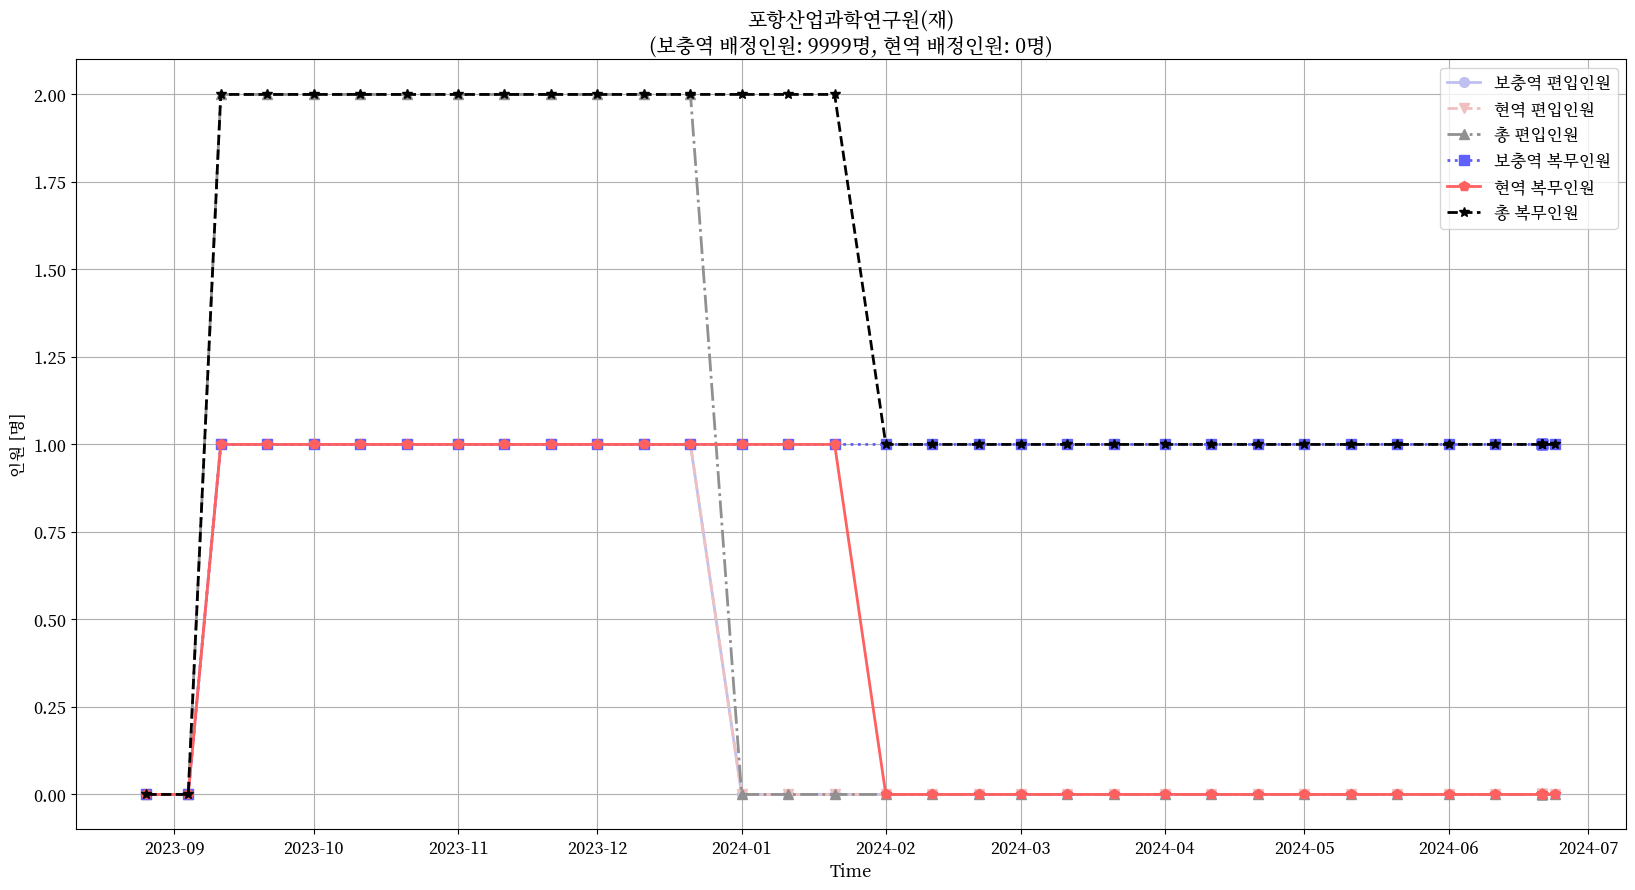 포항산업과학연구원(재)
(보충역 배정인원: 9999명, 현역 배정인원: 0명)
보충역 편입인원
현역 편입인원
총 편입인원
보충역 복무인원
현역 복무인원
총 복무인원
2.00
1.75
1.50
1.25
1.00
0.75
0.50
0.25
0.00
인원 [명]
2023-09 2023-10 2023-11 2023-12 2024-01 2024-02 2024-03 2024-04 2024-05 2024-06 2024-07
Time